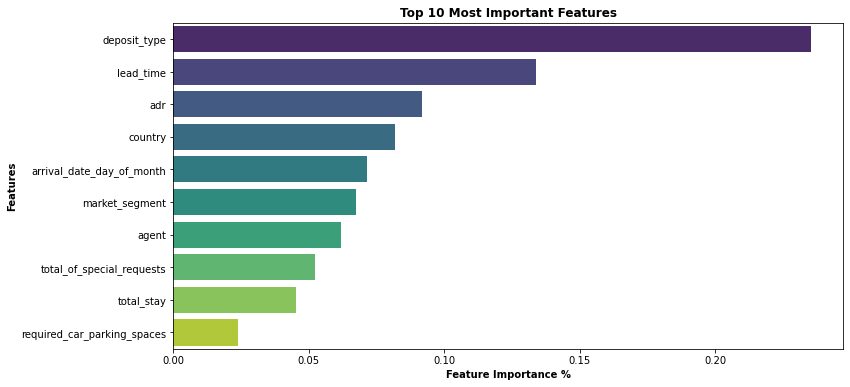 Top 10 Most Important Features
deposit_type
lead_time
adr
country
arrival_date_day_of_month
market_segment
agent
total_of_special_requests
total_stay
required_car_parking_spaces
Features
0.00 0.05 0.10 0.15 0.20
Feature Importance %